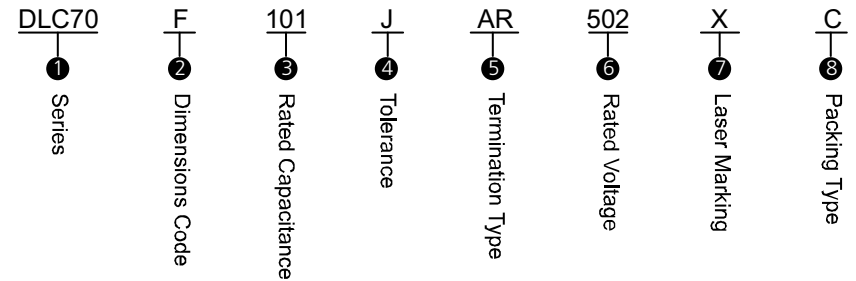 DLC70 F 101 J AR 502 X C
1 2 3 4 5 6 7 8
Series
Dimensions Code
Rated Capacitance
Tolerance
Termination Type
Rated Voltage
Laser Marking
Packing Type